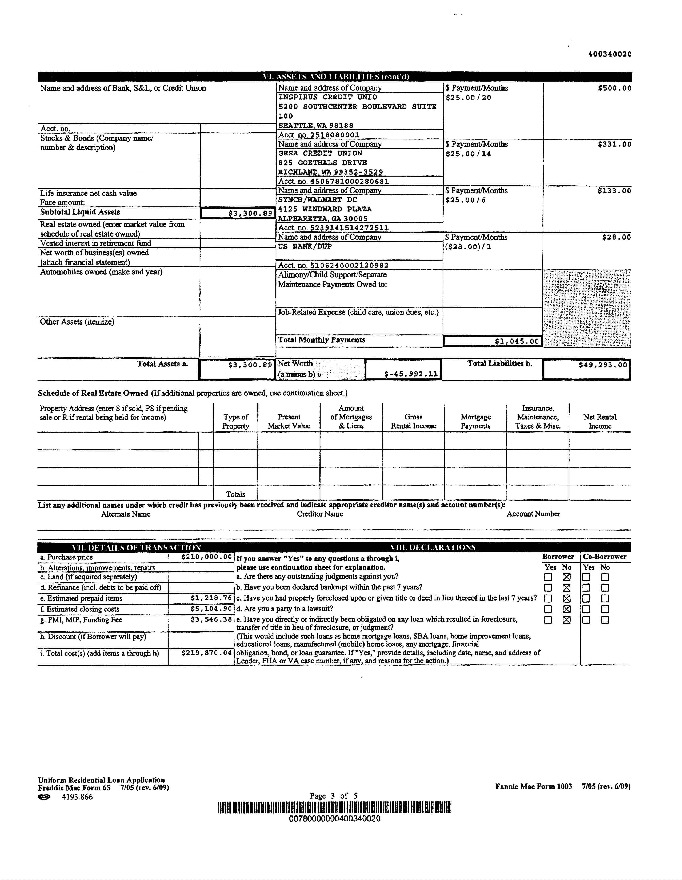 400340020
VI. ASSETS AND LIABILITIES (cont'd)
Name and address of Bank, S&L, or Credit Union
Name and address of Company
$ Payment/Months
$500.00
INSPIRUS CREDIT UNIO
$25.00/20
5200 SOUTHCENTER BOULEVARD SUITE
100
SEATTLE, WA 98188
Acct. no.
Acct. no. 2518080001
Stocks & Bonds (Company name/
number & description)
Name and address of Company
$ Payment/Months
$331.00
GESA CREDIT UNION
$25.00/14
825 GOETHALS DRIVE
RICHLAND, WA 99352-3529
Acct. no.
Life insurance net cash value
Face amount:
Name and address of Company
$ Payment/Months
$133.00
SYNCB/WALMART DC
$25.00/6
Subtotal Liquid Assets
$3,300.89
4125 WINDWARD PLAZA
ALPHARETTA, GA 30005
Real estate owned (enter market value from
schedule of real estate owned)
Acct. no.
Vested interest in retirement fund
Name and address of Company
$ Payment/Months
$28.00
US BANK/DUP
($28.00)/1
Net worth of business(es) owned
(attach financial statement)
Acct. no.
Automobiles owned (make and year)
Alimony/Child Support/Separate
Maintenance Payments Owed to:
Job-Related Expense (child care, union dues, etc.)
Other Assets (itemize)
Total Monthly Payments
$1,045.00
Total Assets a.
$3,300.89
Net Worth
(a minus b)
$-45,992.11
Total Liabilities b.
$49,293.00
Schedule of Real Estate Owned (If additional properties are owned, use continuation sheet.)
Property Address (enter S if sold, PS if pending
sale or R if rental being held for income)
Type of
Property
Present
Market Value
Amount
of Mortgages
& Liens
Gross
Rental Income
Mortgage
Payments
Insurance,
Maintenance,
Taxes & Misc.
Net Rental
Income
Totals
List any additional names under which credit has previously been received and indicate appropriate creditor name(s) and account number(s):
Alternate Name
Creditor Name
Account Number
VII. DETAILS OF TRANSACTION
VIII. DECLARATIONS
a. Purchase price
$210,000.00
b. Alterations, improvements, repairs
c. Land (if acquired separately)
d. Refinance (incl. debts to be paid off)
e. Estimated prepaid items
$1,218.76
f. Estimated closing costs
$5,104.90
g. PMI, MIP, Funding Fee
$3,546.38
h. Discount (if Borrower will pay)
i. Total cost(s) (add items a through h)
$219,870.04
If you answer "Yes" to any questions a through i,
please use continuation sheet for explanation.
Borrower
Co-Borrower
Yes No
Yes No
a. Are there any outstanding judgments against you?
b. Have you been declared bankrupt within the past 7 years?
c. Have you had property foreclosed upon or given title or deed in lieu thereof in the last 7 years?
d. Are you a party to a lawsuit?
e. Have you directly or indirectly been obligated on any loan which resulted in foreclosure,
transfer of title in lieu of foreclosure, or judgment?
(This would include such loans as home mortgage loans, SBA loans, home improvement loans,
educational loans, manufactured (mobile) home loans, any mortgage, financial
obligation, bond, or loan guarantee. If "Yes," provide details, including date, name, and address of
Lender, FHA or VA case number, if any, and reasons for the action.)
Uniform Residential Loan Application
Freddie Mac Form 65 7/05 (rev. 6/09)
4193.866
Page 3 of 5
Fannie Mae Form 1003 7/05 (rev. 6/09)
00780000000400340020